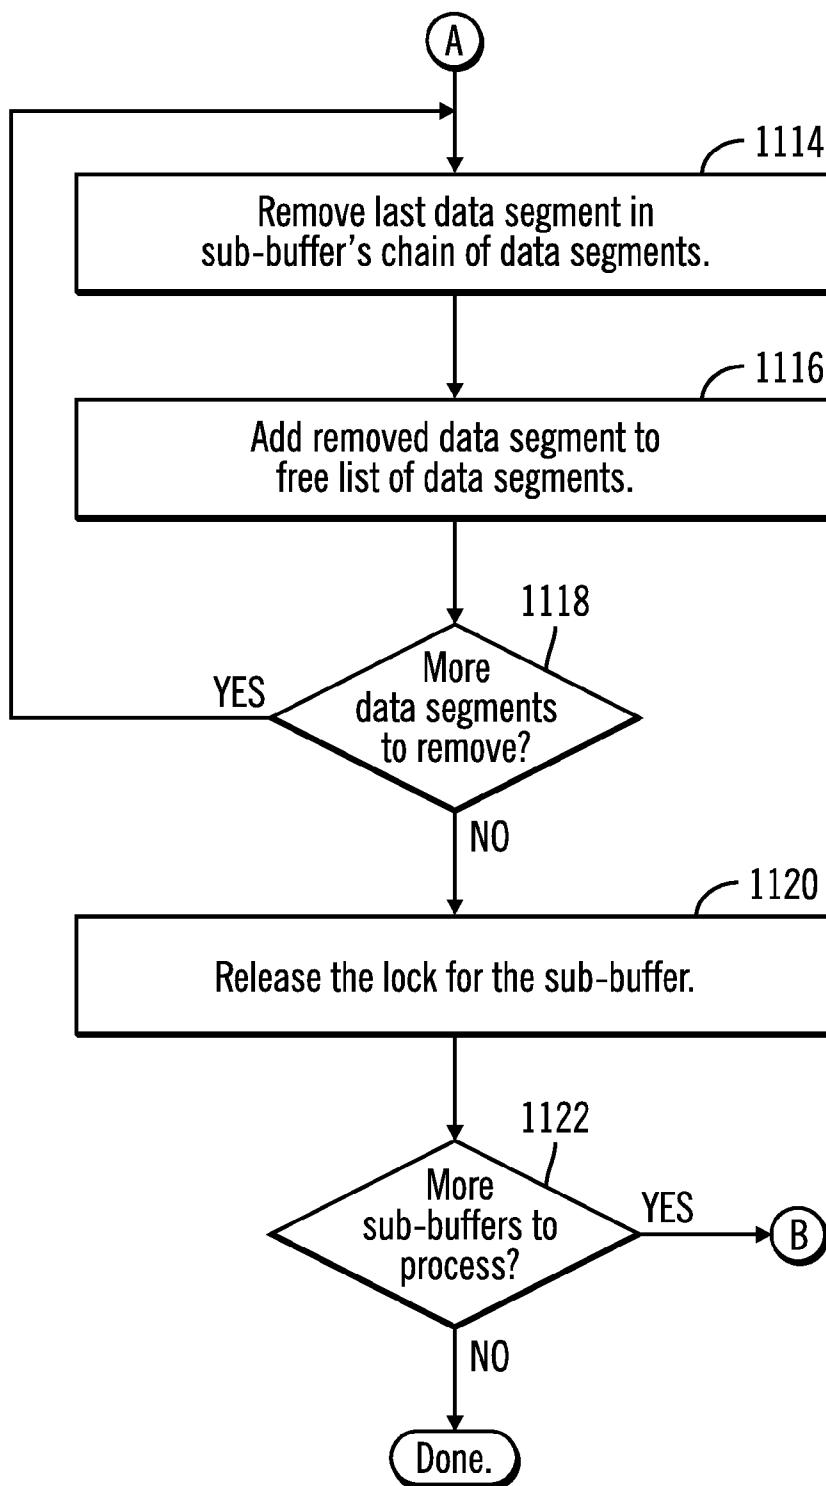 A
1114
Remove last data segment in
sub-buffer's chain of data segments.
1116
Add removed data segment to
free list of data segments.
1118
More
data segments
to remove?
YES
NO
1120
Release the lock for the sub-buffer.
1122
More
sub-buffers to
process?
YES
B
NO
Done.